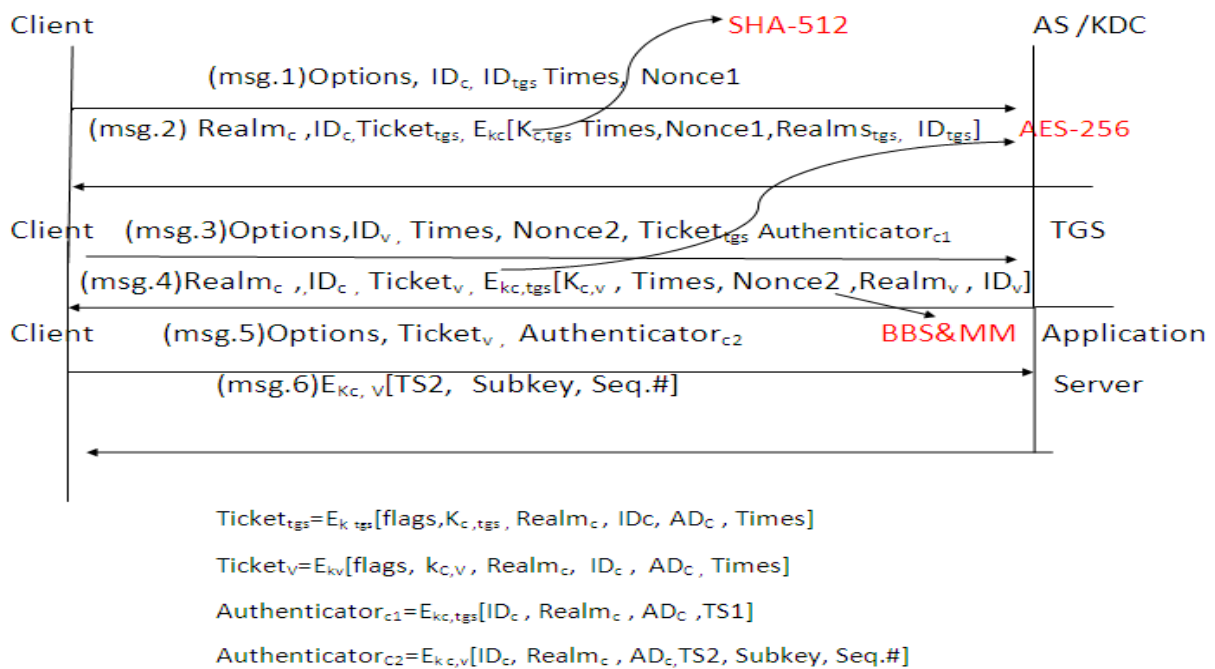 Client SHA-512 AS /KDC
(msg.1)Options, IDc, IDtgs Times, Nonce1
(msg.2) Realmc ,IDc,Tickettgs, Ekc[Kc,tgs Times,Nonce1,Realmstgs, IDtgs] AES-256
Client (msg.3)Options,IDv , Times, Nonce2, Tickettgs Authenticatorc1 TGS
(msg.4)Realmc ,,IDc , Ticketv , Ekc,tgs[Kc,v , Times, Nonce2 ,Realmv , IDv]
Client (msg.5)Options, Ticketv , Authenticatorc2 BBS&MM Application
(msg.6)EKc, V[TS2, Subkey, Seq.#] Server
Tickettgs=Ek tgs[flags,Kc ,tgs , Realmc , IDc, ADC , Times]
Ticketv=Ekv[flags, kC,V , Realmc, IDc , ADC , Times]
Authenticatorc1=Ekc,tgs[IDc , Realmc , ADC ,TS1]
Authenticatorc2=Ek c,v[IDc, Realmc , ADc,TS2, Subkey, Seq.#]